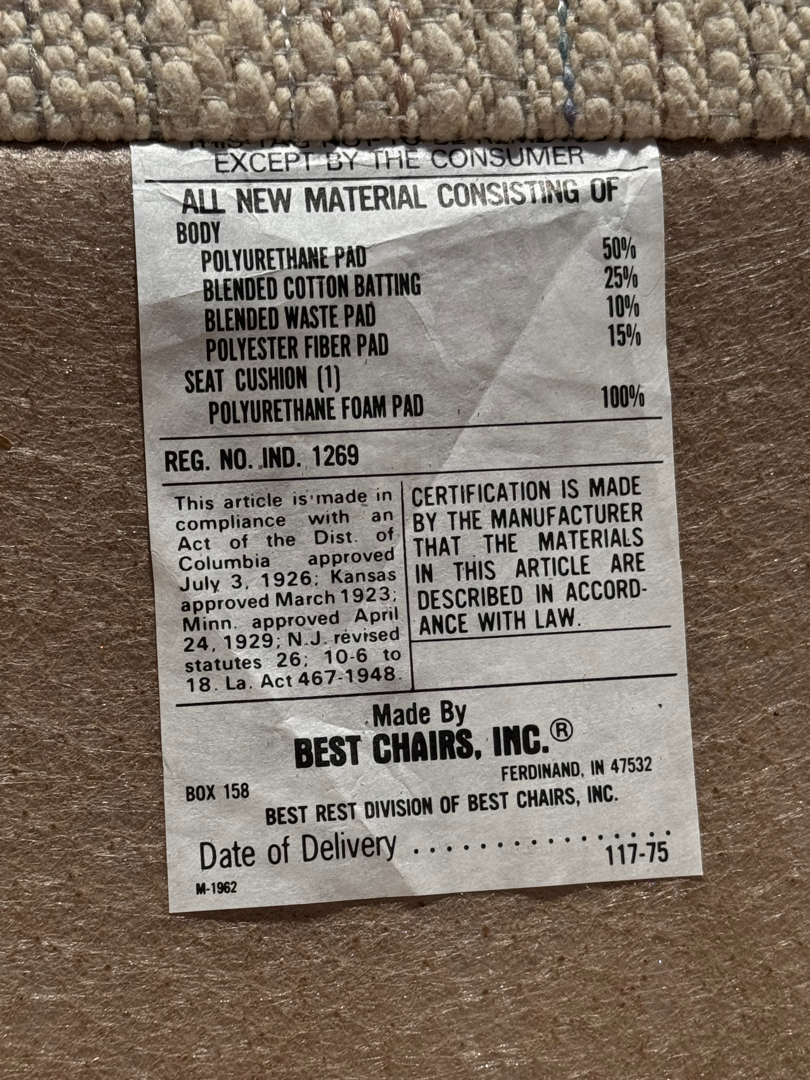 THIS TAG NOT TO BE REMOVED
EXCEPT BY THE CONSUMER
ALL NEW MATERIAL CONSISTING OF
BODY
POLYURETHANE PAD 50%
BLENDED COTTON BATTING 25%
BLENDED WASTE PAD 10%
POLYESTER FIBER PAD 15%
SEAT CUSHION (1)
POLYURETHANE FOAM PAD 100%
REG. NO. IND. 1269
This article is made in
compliance with an
Act of the Dist. of
Columbia approved
July 3, 1926; Kansas
approved March 1923;
Minn. approved April
24, 1929; N.J. revised
statutes 26; 10-6 to
18. La. Act 467-1948.
CERTIFICATION IS MADE
BY THE MANUFACTURER
THAT THE MATERIALS
IN THIS ARTICLE ARE
DESCRIBED IN ACCORD-
ANCE WITH LAW.
Made By
BEST CHAIRS, INC.®
FERDINAND, IN 47532
BOX 158
BEST REST DIVISION OF BEST CHAIRS, INC.
Date of Delivery ................
117-75
M-1962